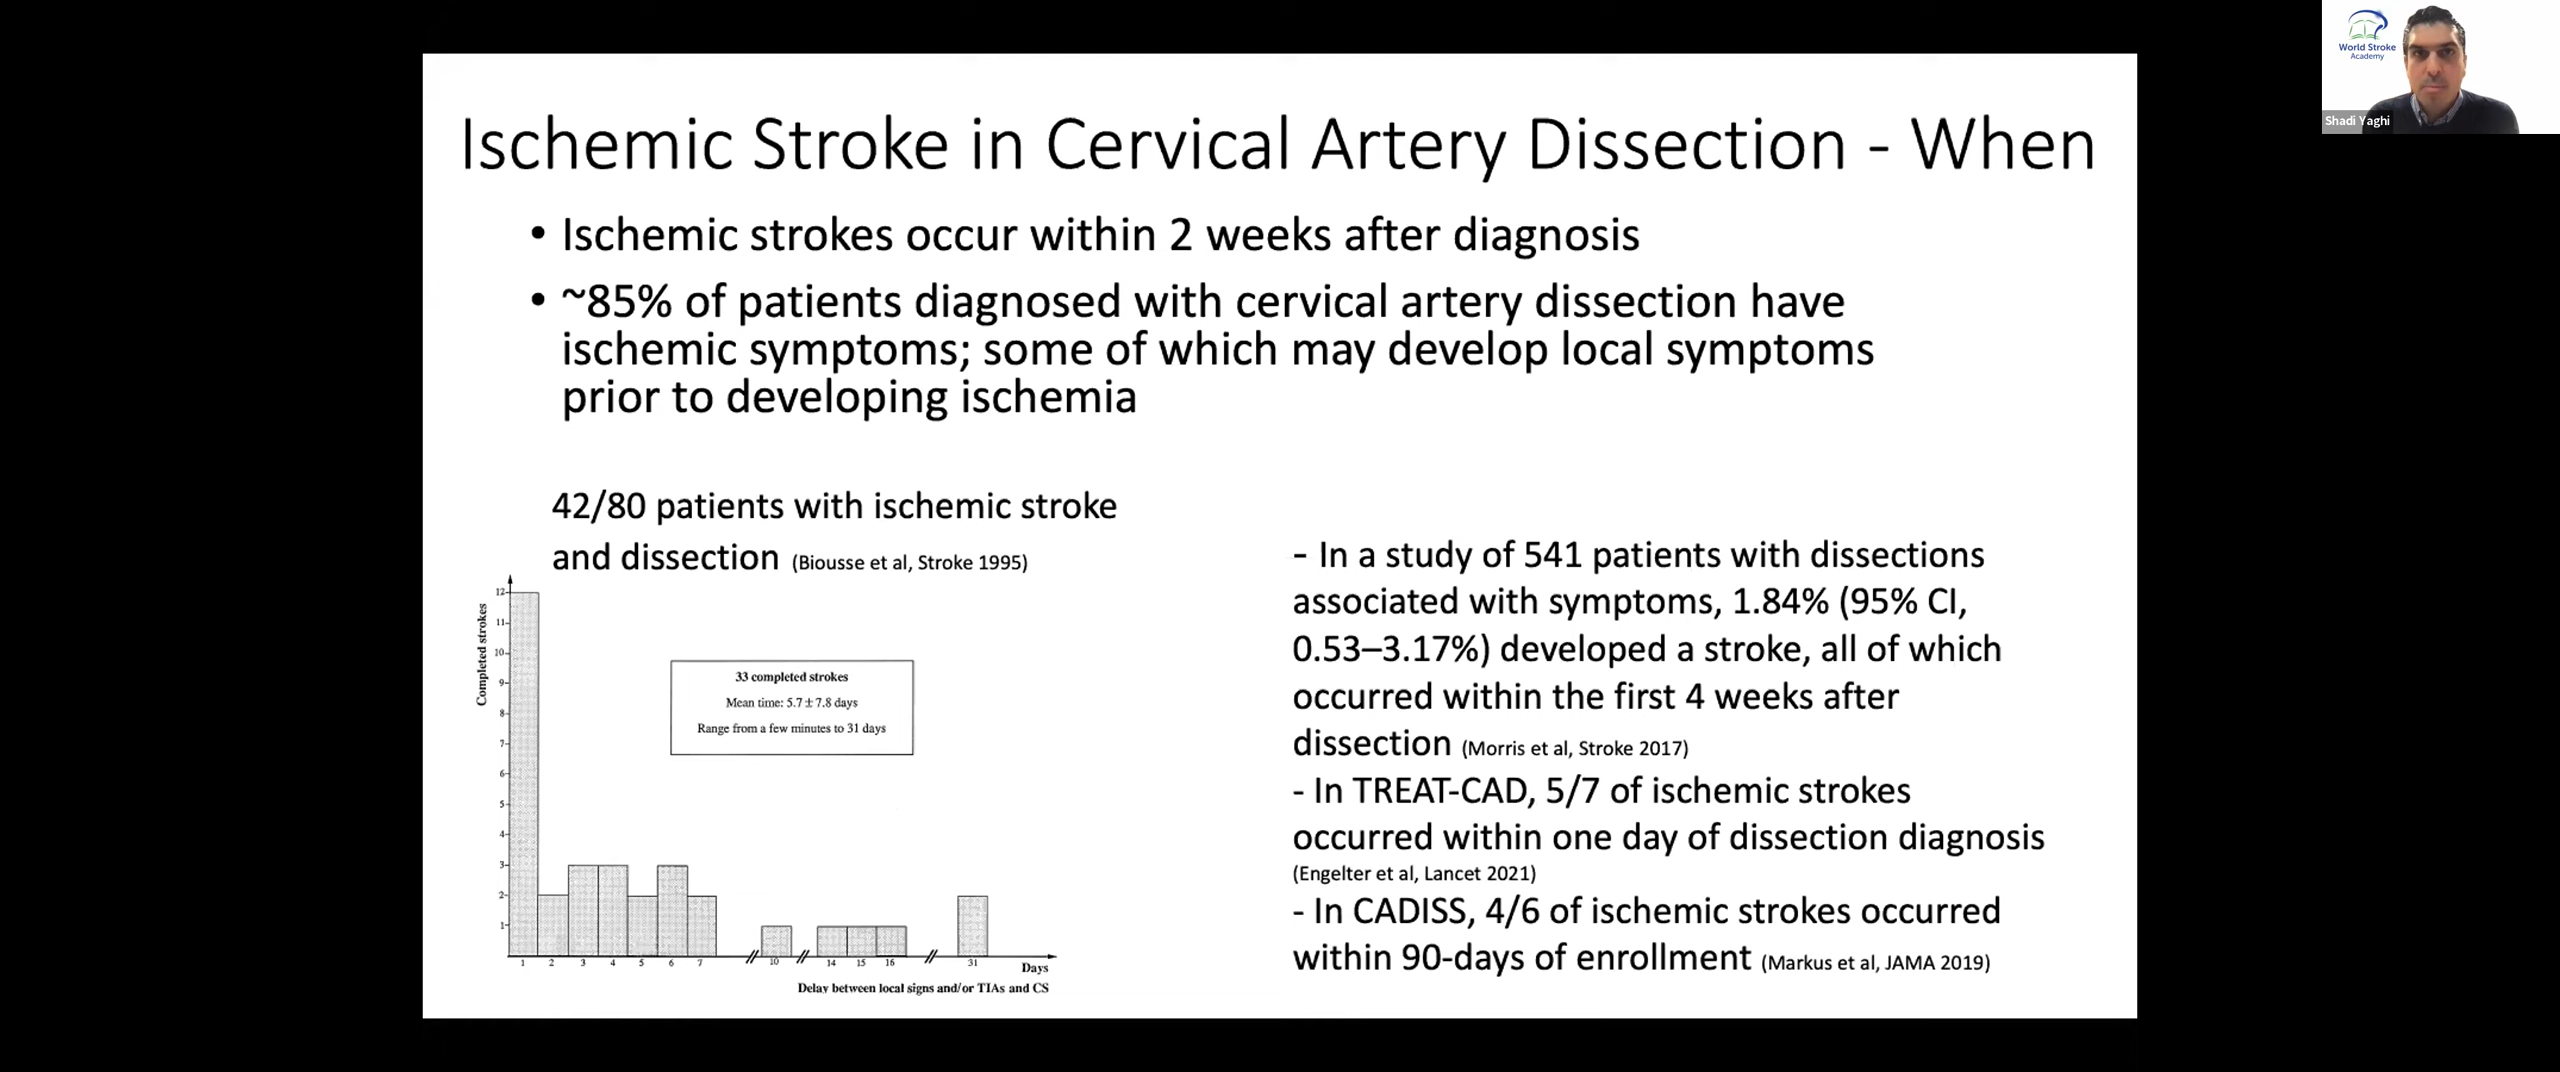 World Stroke
Academy
Shadi Yaghi
Ischemic Stroke in Cervical Artery Dissection - When
• Ischemic strokes occur within 2 weeks after diagnosis
• ~85% of patients diagnosed with cervical artery dissection have
ischemic symptoms; some of which may develop local symptoms
prior to developing ischemia
42/80 patients with ischemic stroke
and dissection (Biousse et al, Stroke 1995)
Completed strokes
12
11
10
9
8
7
6
5
4
3
2
1
33 completed strokes
Mean time: 5.7 ± 7.8 days
Range from a few minutes to 31 days
1 2 3 4 5 6 7 10 14 15 16 31
Days
Delay between local signs and/or TIAs and CS
- In a study of 541 patients with dissections
associated with symptoms, 1.84% (95% CI,
0.53–3.17%) developed a stroke, all of which
occurred within the first 4 weeks after
dissection (Morris et al, Stroke 2017)
- In TREAT-CAD, 5/7 of ischemic strokes
occurred within one day of dissection diagnosis
(Engelter et al, Lancet 2021)
- In CADISS, 4/6 of ischemic strokes occurred
within 90-days of enrollment (Markus et al, JAMA 2019)